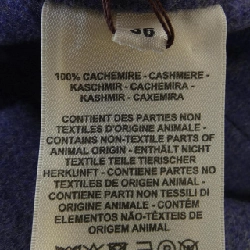 100% CACHEMIRE - CASHMERE -
KASCHMIR - CACHEMIRA -
KASHMIR - CAXEMIRA
CONTIENT DES PARTIES NON
TEXTILES D'ORIGINE ANIMALE -
CONTAINS NON-TEXTILE PARTS OF
ANIMAL ORIGIN - ENTHÄLT NICHT
TEXTILE TEILE TIERISCHER
HERKUNFT - CONTIENE PARTES NO
TEXTILES DE ORIGEN ANIMAL -
CONTIENE PARTI NON TESSILI DI
ORIGINE ANIMALE - CONTÉM
ELEMENTOS NÃO-TÊXTEIS DE
ORIGEM ANIMAL